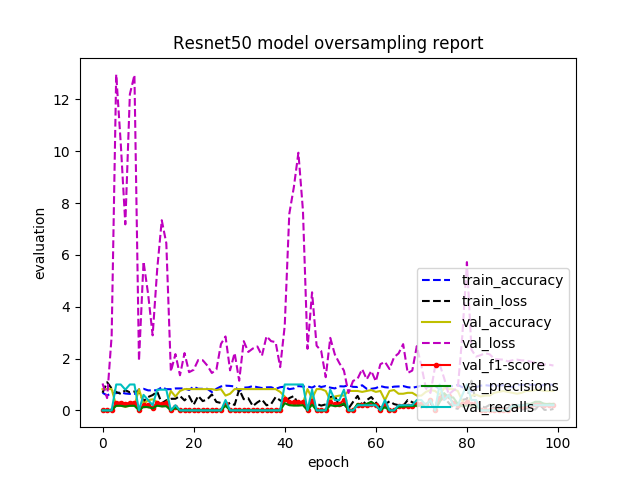 Resnet50 model oversampling report
12
10
8
6
4
2
0
evaluation
train_accuracy
train_loss
val_accuracy
val_loss
val_f1-score
val_precisions
val_recalls
0 20 40 60 80 100
epoch